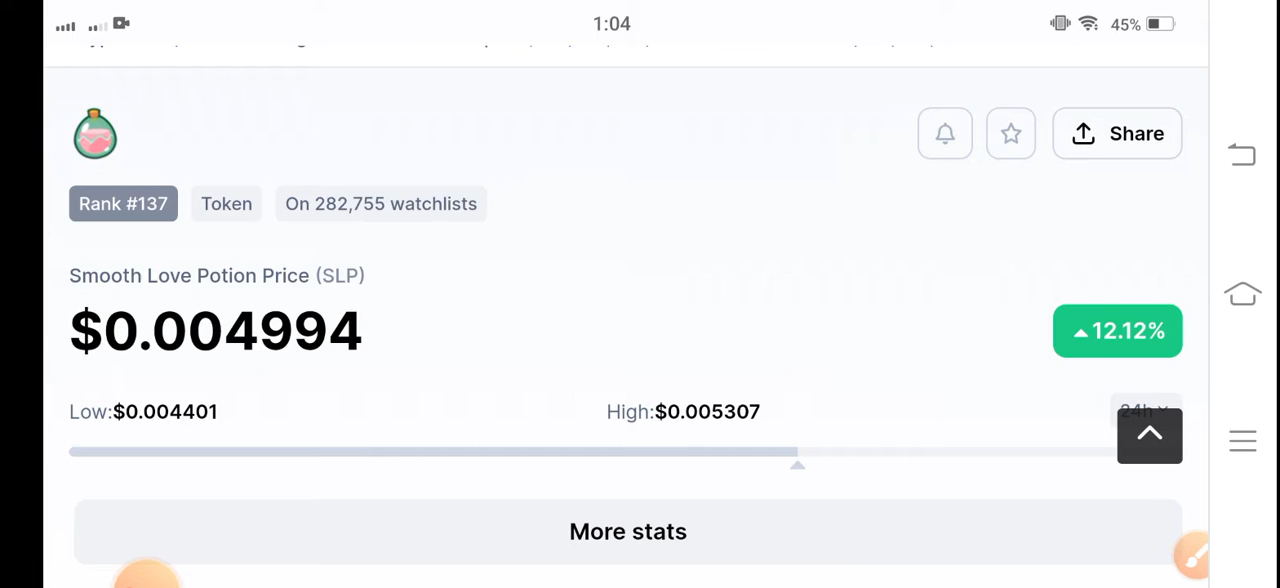 1:04
45%
Share
Rank #137
Token
On 282,755 watchlists
Smooth Love Potion Price (SLP)
$0.004994
12.12%
Low:$0.004401
High:$0.005307
24h
More stats